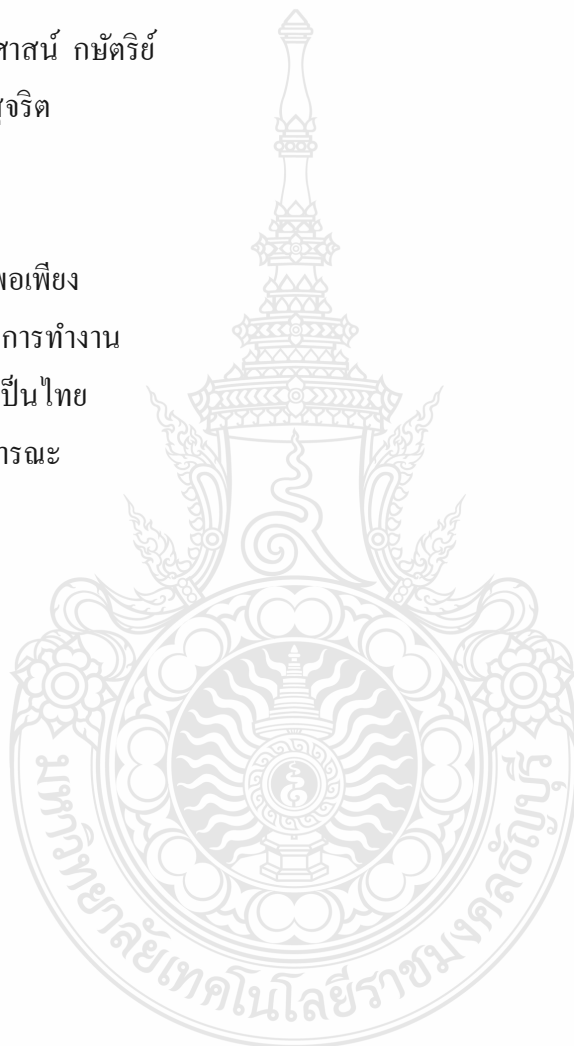 ศาสน์ กษัตริย์
สุจริต
พอเพียง
การทำงาน
เป็นไทย
ารณะ
มหาวิทยาลัยเทคโนโลยีราชมงคลธัญบุรี